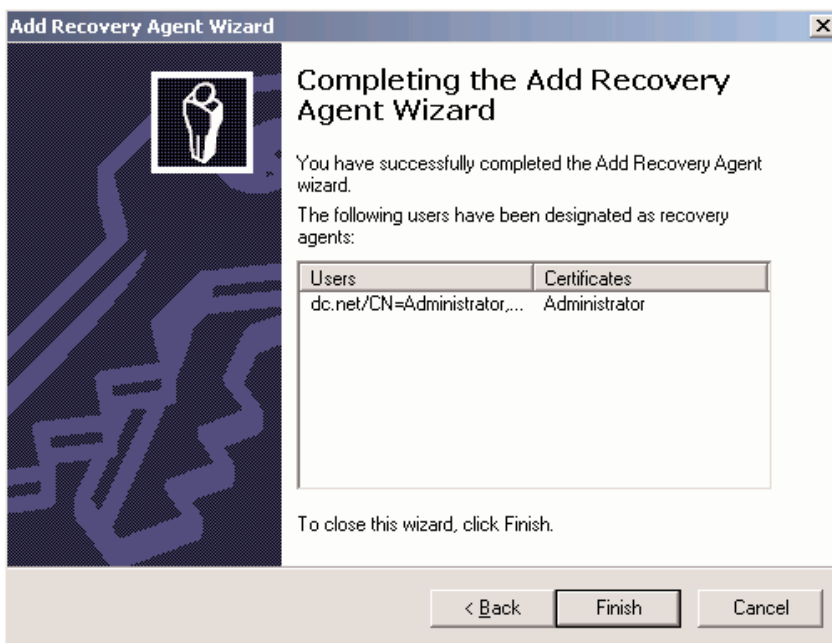 Add Recovery Agent Wizard
Completing the Add Recovery
Agent Wizard
You have successfully completed the Add Recovery Agent
wizard.
The following users have been designated as recovery
agents:
Users Certificates
dc.net/CN=Administrator,... Administrator
To close this wizard, click Finish.
< Back Finish Cancel